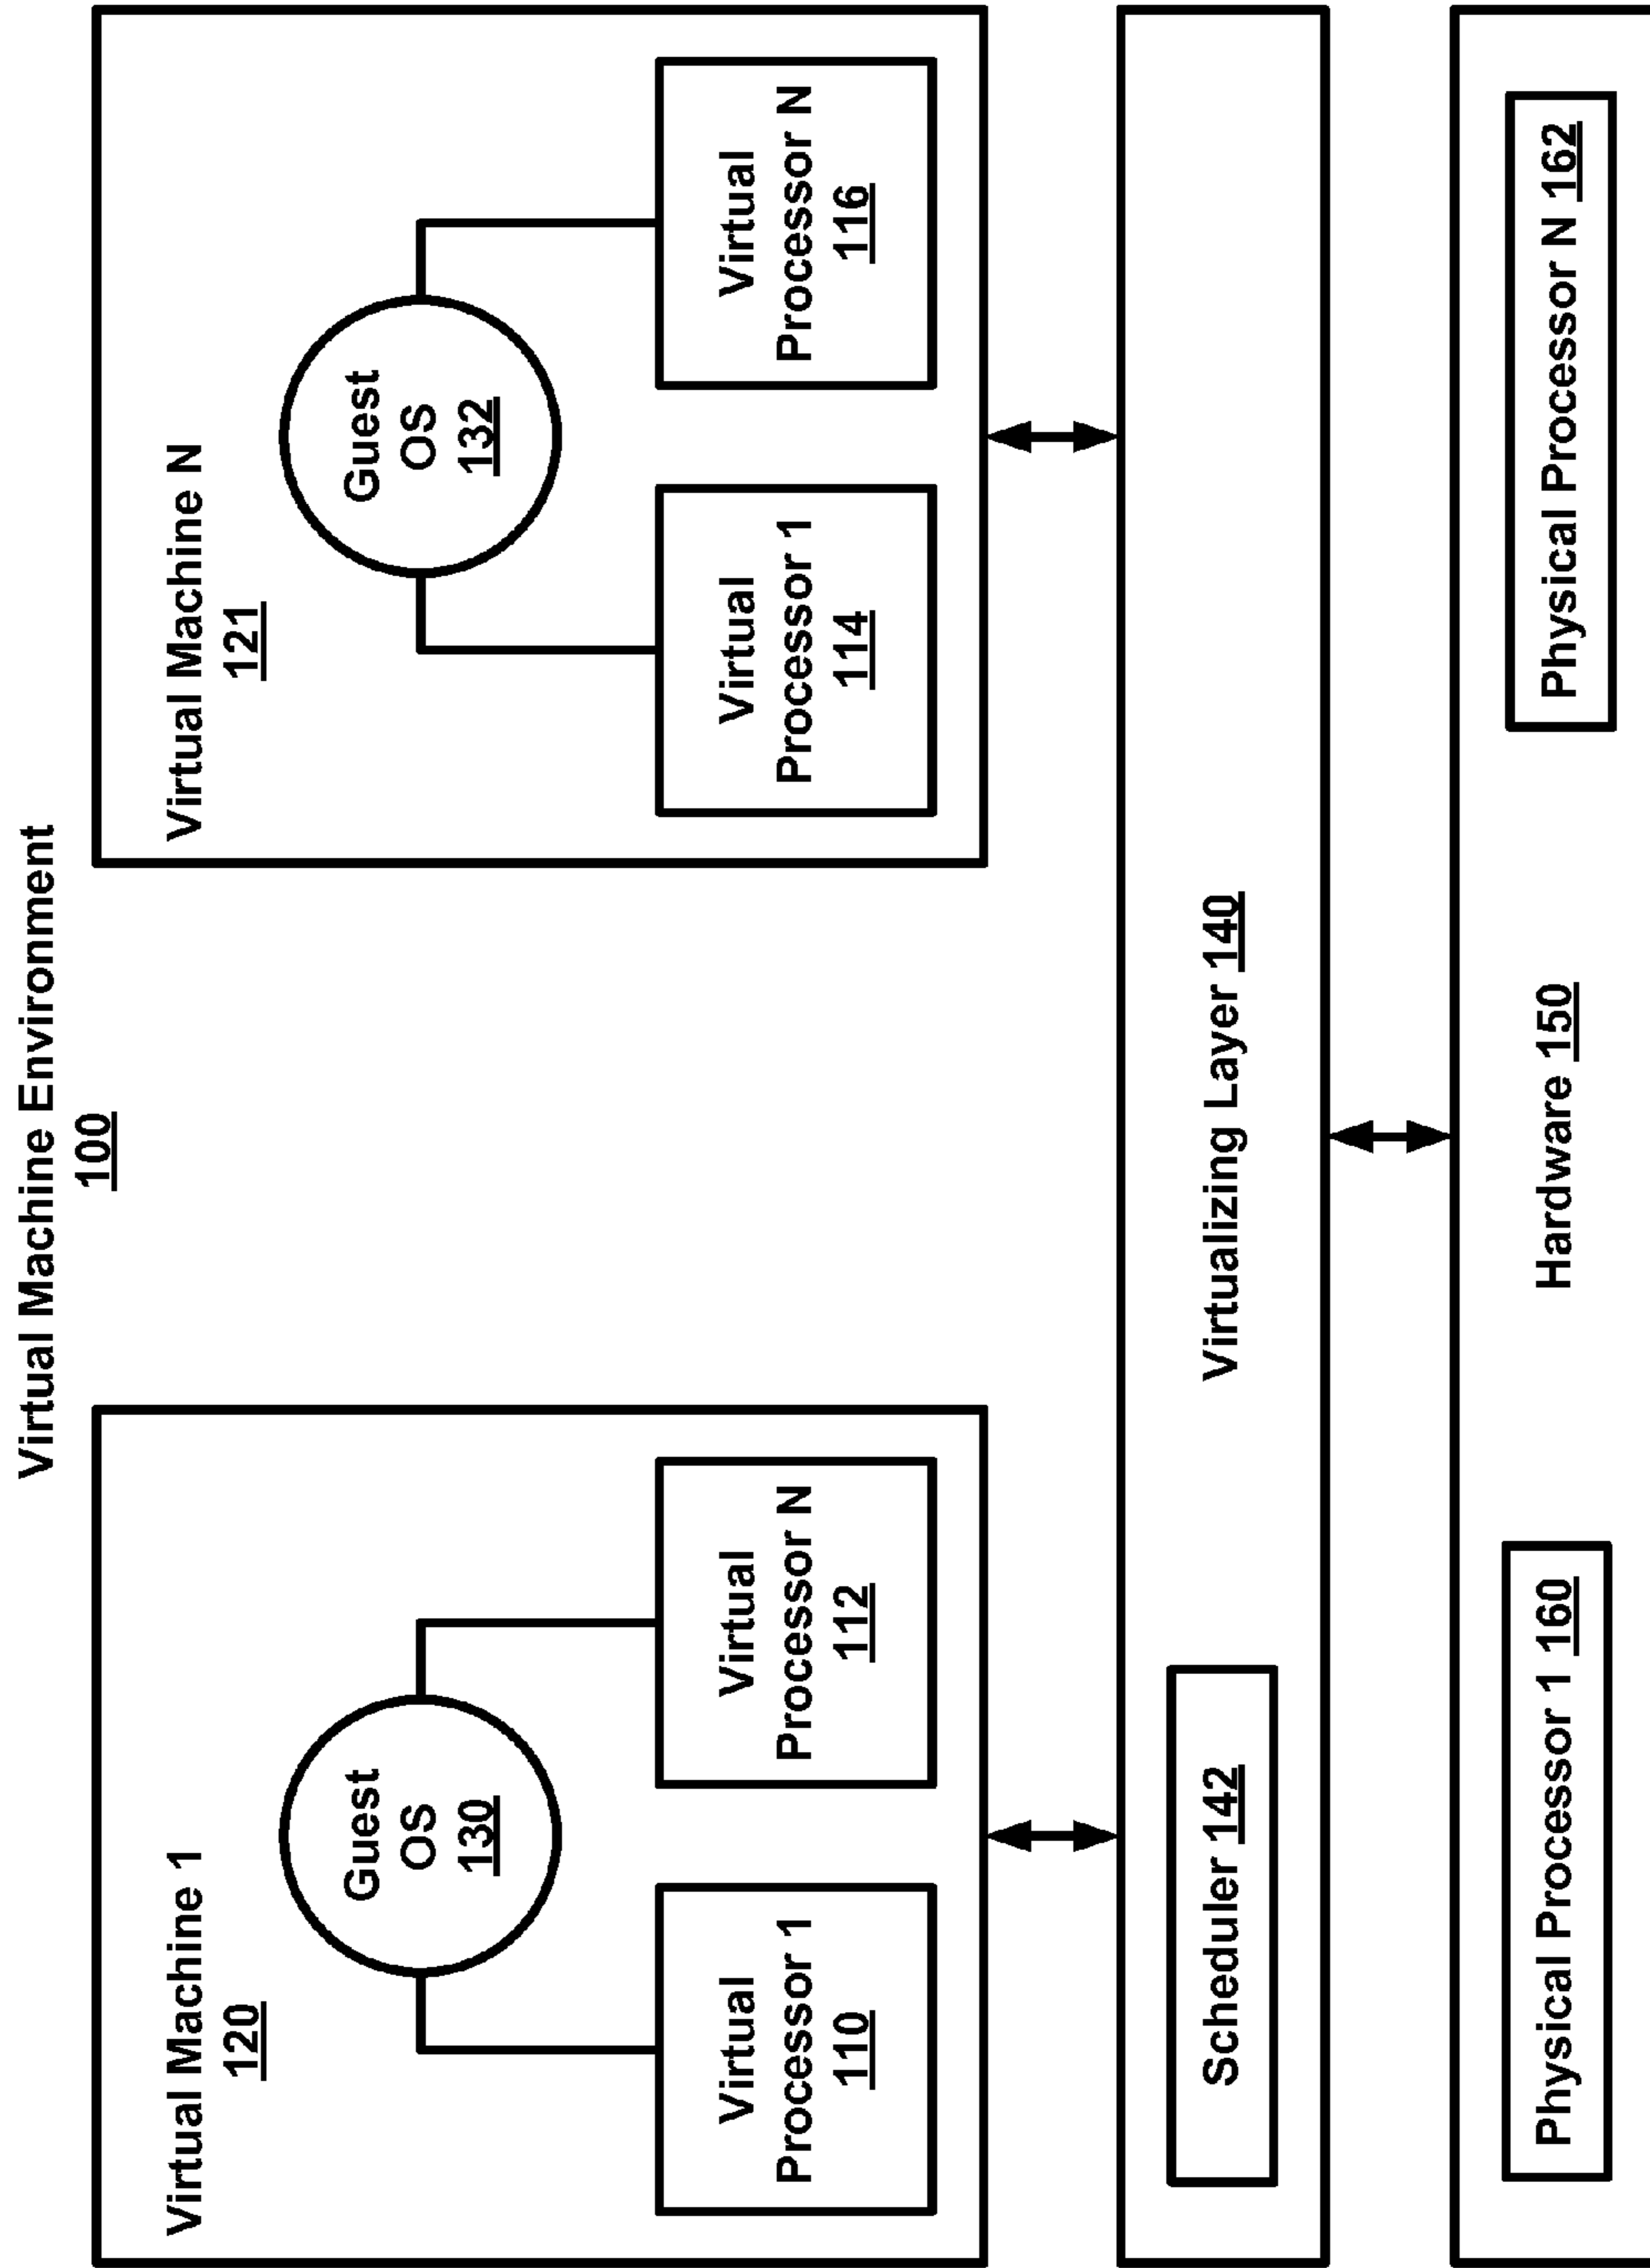 Virtual Machine Environment
100
Virtual Machine 1
120
Guest
OS
130
Virtual
Processor 1
110
Virtual
Processor N
112
Virtual Machine N
121
Guest
OS
132
Virtual
Processor 1
114
Virtual
Processor N
116
Scheduler 142
Virtualizing Layer 140
Physical Processor 1 160
Hardware 150
Physical Processor N 162